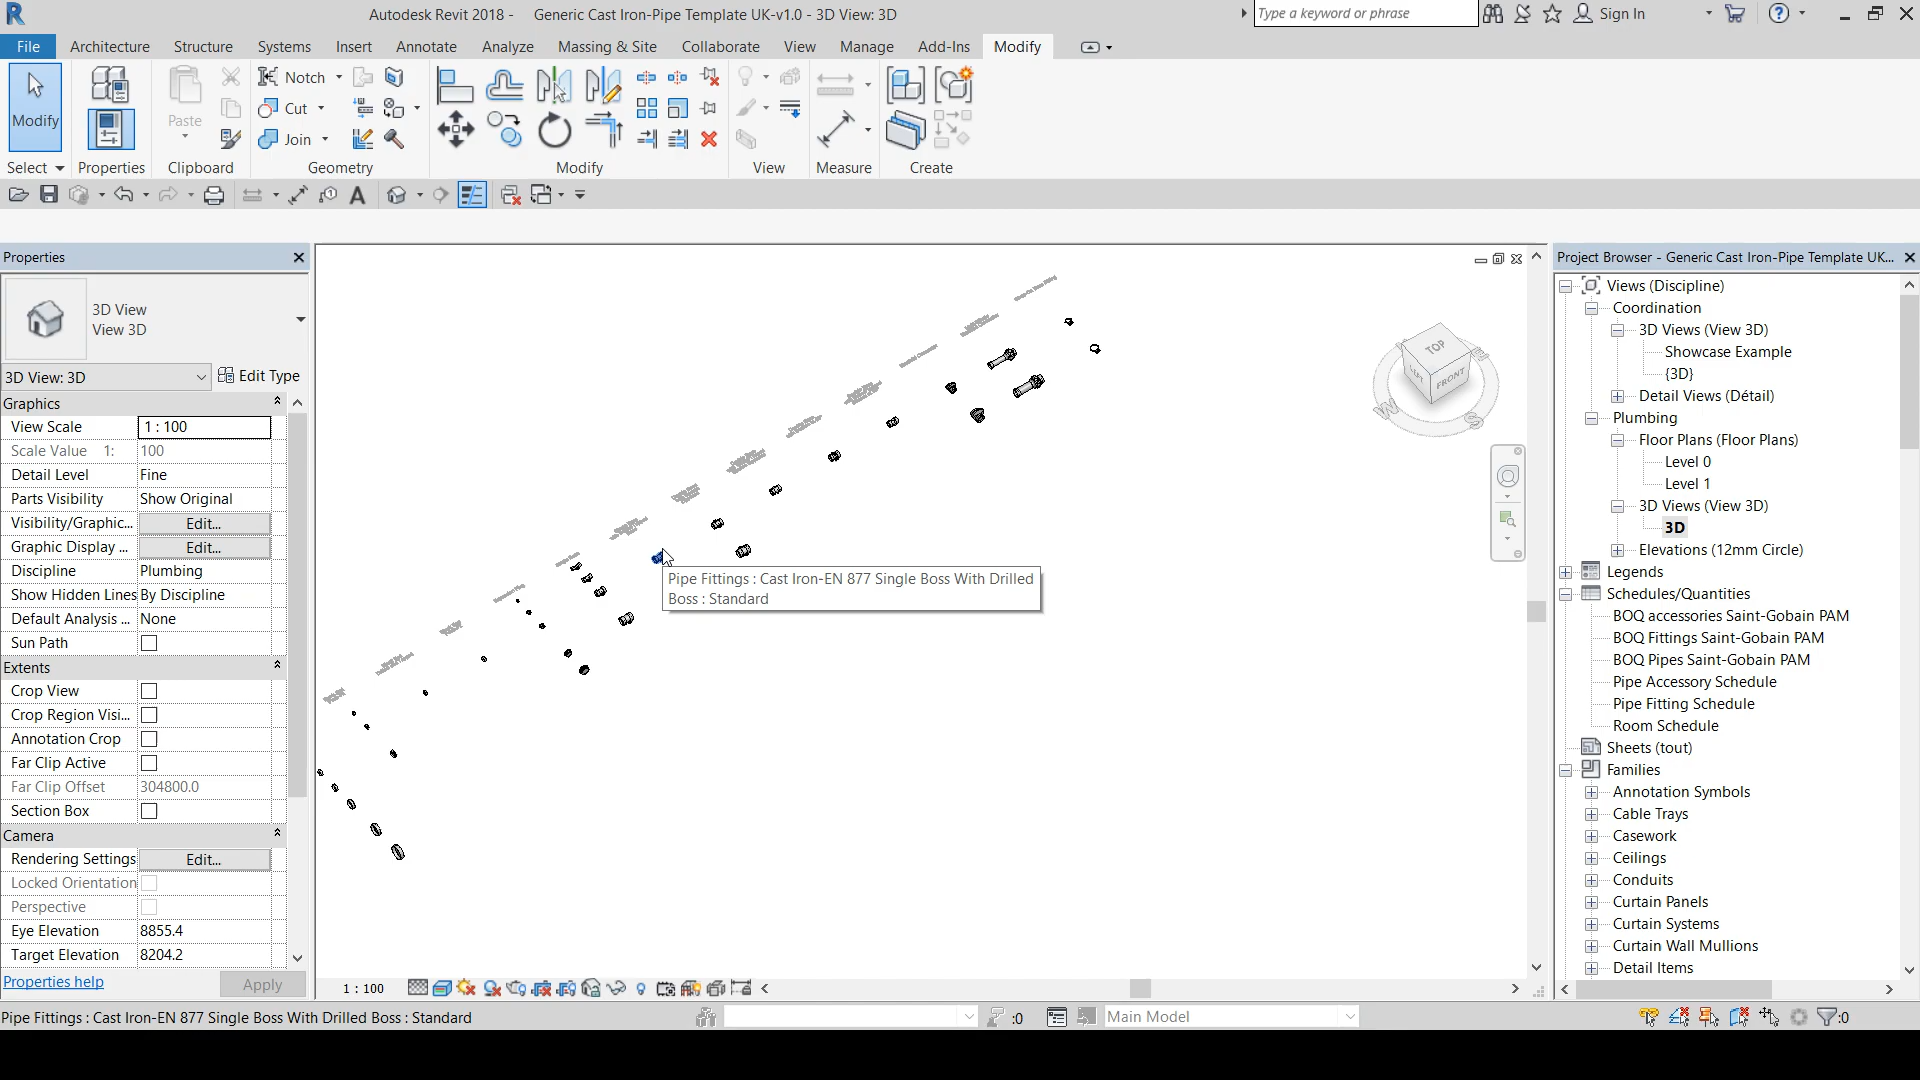 Autodesk Revit 2018 - Generic Cast Iron-Pipe Template UK-v1.0 - 3D View: 3D
Type a keyword or phrase
Sign In
File Architecture Structure Systems Insert Annotate Analyze Massing & Site Collaborate View Manage Add-Ins Modify
Modify
Paste
Notch
Cut
Join
Select Properties Clipboard Geometry Modify View Measure Create
Properties
3D View
View 3D
3D View: 3D
Edit Type
Graphics
View Scale 1 : 100
Scale Value 1: 100
Detail Level Fine
Parts Visibility Show Original
Visibility/Graphic... Edit...
Graphic Display ... Edit...
Discipline Plumbing
Show Hidden Lines By Discipline
Default Analysis ... None
Sun Path
Extents
Crop View
Crop Region Visi...
Annotation Crop
Far Clip Active
Far Clip Offset 304800.0
Section Box
Camera
Rendering Settings Edit...
Locked Orientation
Perspective
Eye Elevation 8855.4
Target Elevation 8204.2
Properties help
Apply
TOP
LEFT
FRONT
W
S
Pipe Fittings : Cast Iron-EN 877 Single Boss With Drilled
Boss : Standard
1 : 100
Project Browser - Generic Cast Iron-Pipe Template UK...
Views (Discipline)
Coordination
3D Views (View 3D)
Showcase Example
{3D}
Detail Views (Détail)
Plumbing
Floor Plans (Floor Plans)
Level 0
Level 1
3D Views (View 3D)
3D
Elevations (12mm Circle)
Legends
Schedules/Quantities
BOQ accessories Saint-Gobain PAM
BOQ Fittings Saint-Gobain PAM
BOQ Pipes Saint-Gobain PAM
Pipe Accessory Schedule
Pipe Fitting Schedule
Room Schedule
Sheets (tout)
Families
Annotation Symbols
Cable Trays
Casework
Ceilings
Conduits
Curtain Panels
Curtain Systems
Curtain Wall Mullions
Detail Items
Pipe Fittings : Cast Iron-EN 877 Single Boss With Drilled Boss : Standard
:0
Main Model
:0